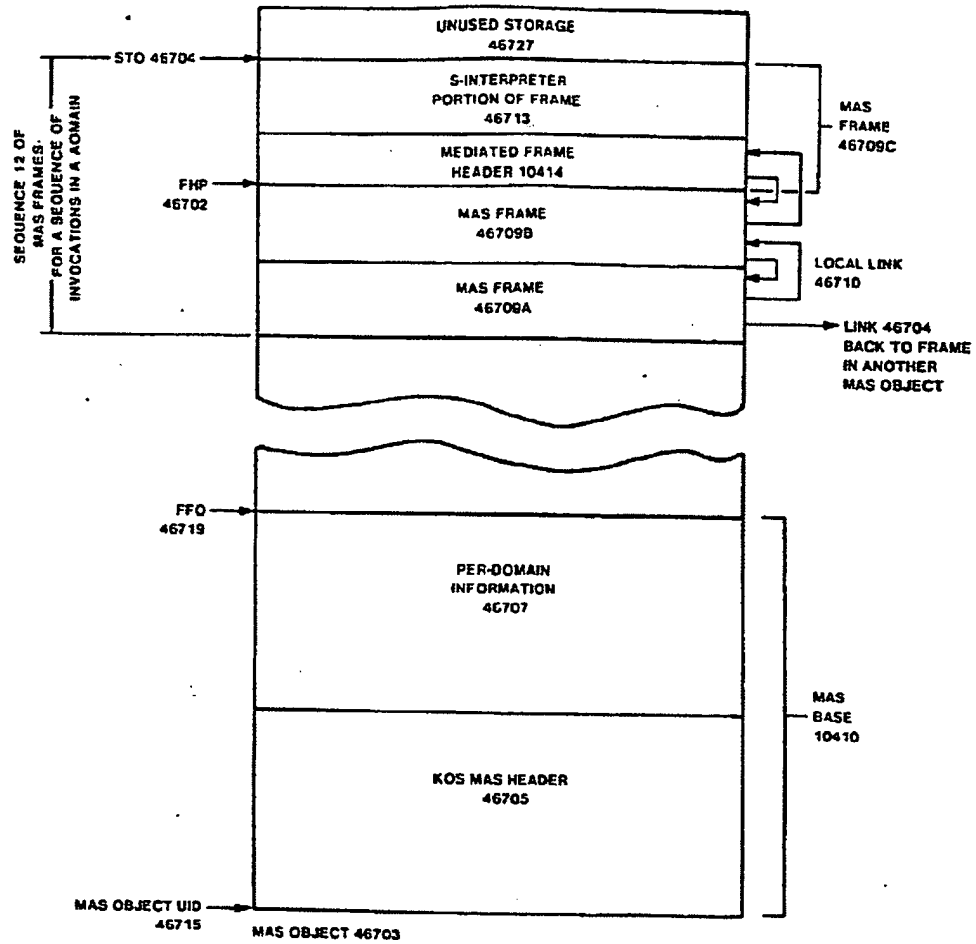 UNUSED STORAGE
46727
STO 46704
S-INTERPRETER
PORTION OF FRAME
46713
MAS
FRAME
46709C
MEDIATED FRAME
HEADER 10414
FHP
46702
SEQUENCE 12 OF
MAS FRAMES·
FOR A SEQUENCE OF
INVOCATIONS IN A AOMAIN
MAS FRAME
46709B
LOCAL LINK
46710
MAS FRAME
46709A
LINK 46704
BACK TO FRAME
IN ANOTHER
MAS OBJECT
FFO
46719
PER-DOMAIN
INFORMATION
46707
MAS
BASE
10410
KOS MAS HEADER
46705
MAS OBJECT UID
46715
MAS OBJECT 46703